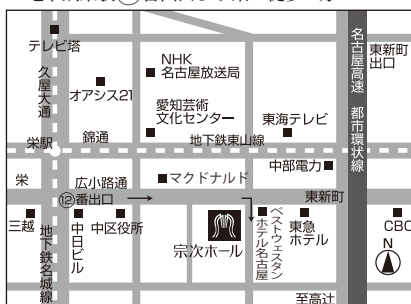 テレビ塔
久屋大通
オアシス21
NHK
名古屋放送局
愛知芸術
文化センター
東海テレビ
名古屋高速 都市環状線
東新町
出口
錦通
地下鉄東山線
栄駅
中部電力
栄
広小路通
マクドナルド
⑫番出口
東新町
三越
地下鉄名城線
中日ビル
中区役所
宗次ホール
ベストウェスタン
ホテル名古屋
東急
ホテル
CBC
N
至高辻